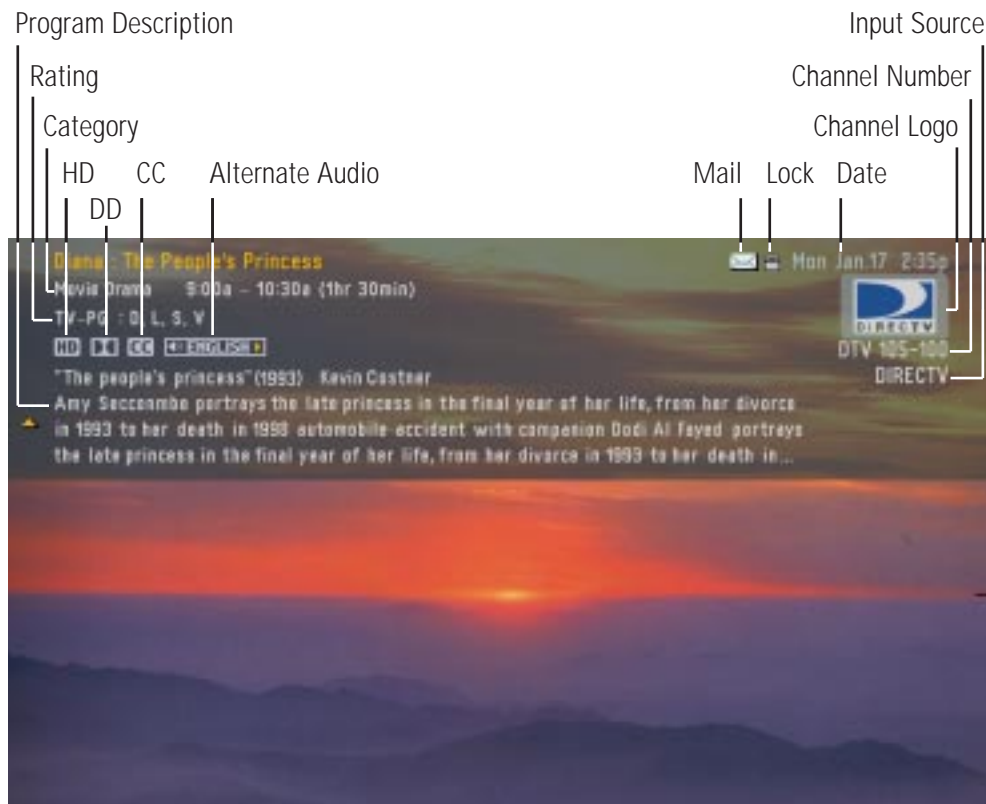 Program Description
Input Source
Rating
Channel Number
Category
Channel Logo
HD
CC
Alternate Audio
Mail
Lock
Date
DD
Diana : The People's Princess
Mon Jan.17 2:35p
Movie Drama 9:00a - 10:30a (1hr 30min)
TV-PG : D, L, S, V
DIRECTV
HD CC ENGLISH
DTV 105-100
"The people's princess"(1993) Kevin Costner
DIRECTV
Amy Seccombe portrays the late princess in the final year of her life, from her divorce
in 1993 to her death in 1998 automobile accident with companion Dodi Al Fayed portrays
the late princess in the final year of her life, from her divorce in 1993 to her death in...